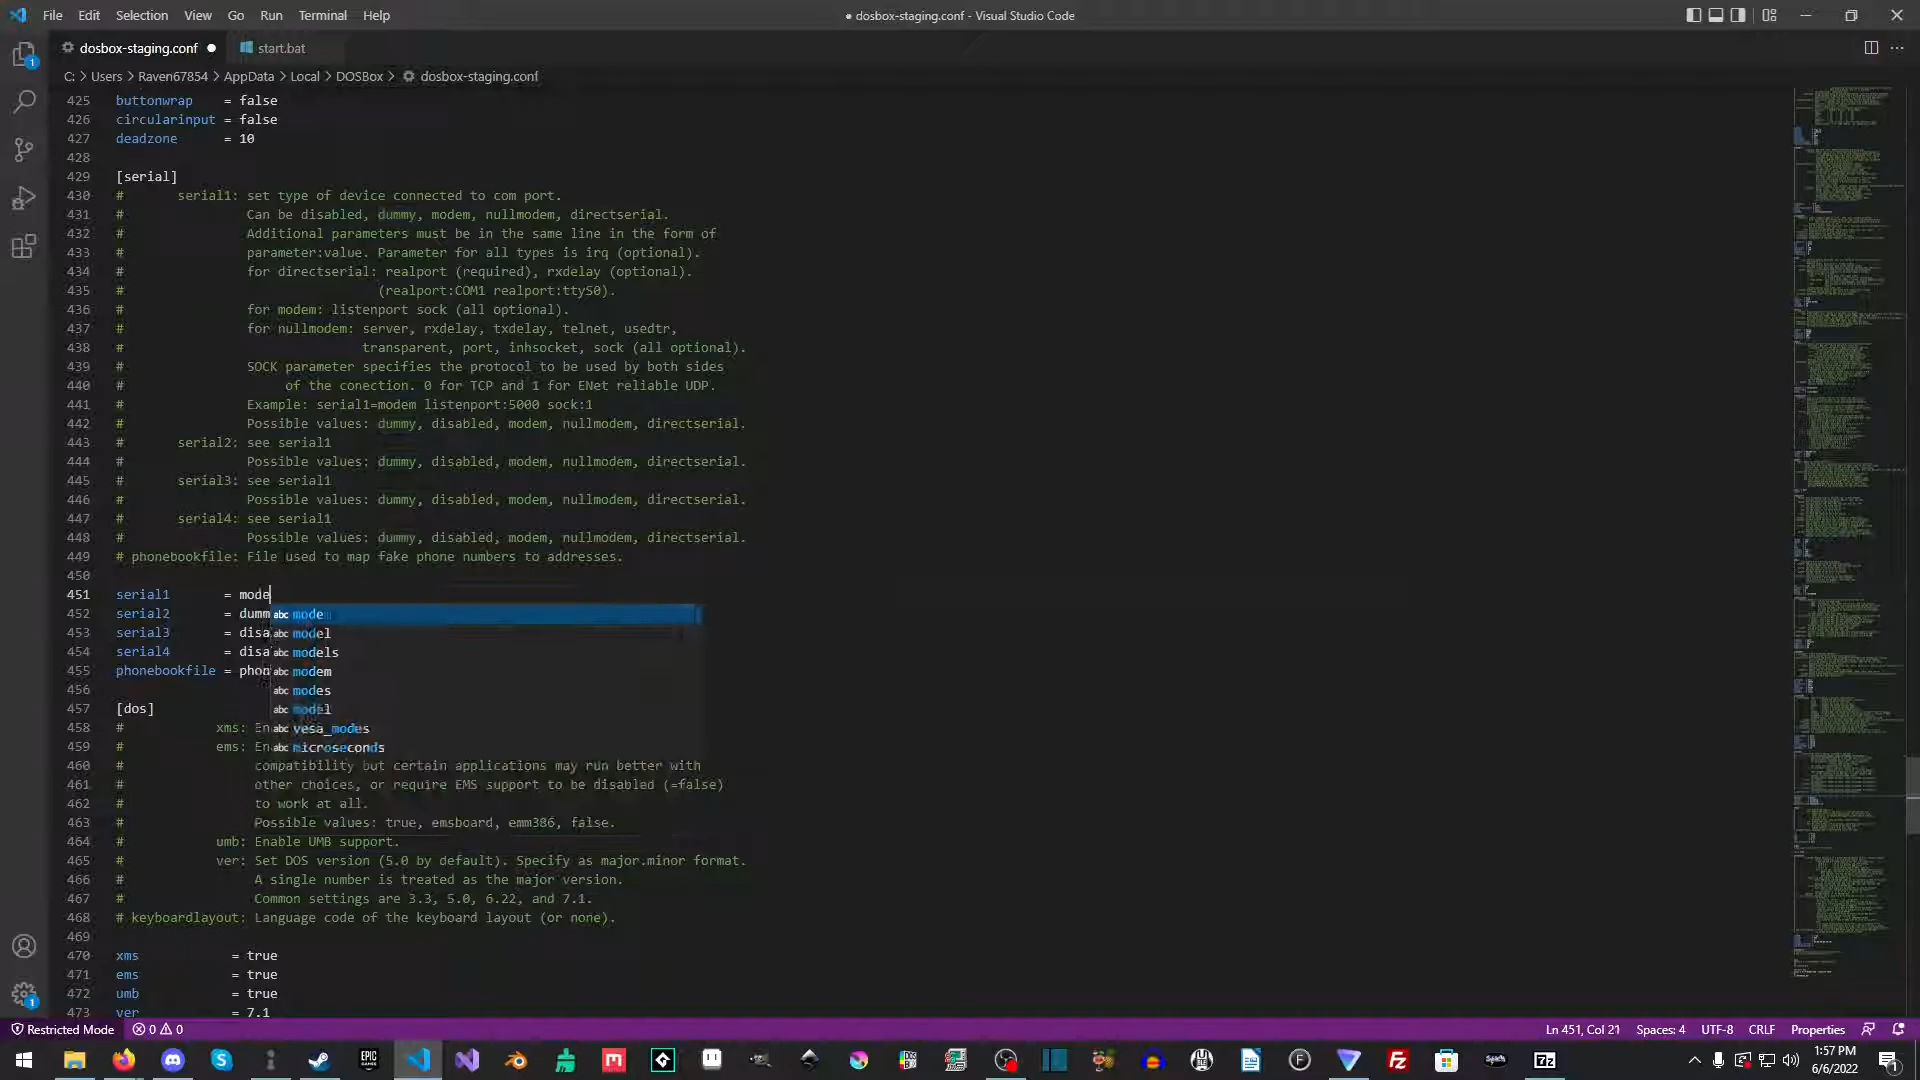 File Edit Selection View Go Run Terminal Help
● dosbox-staging.conf - Visual Studio Code
dosbox-staging.conf ●
start.bat
C: > Users > Raven67854 > AppData > Local > DOSBox > dosbox-staging.conf
425 buttonwrap = false
426 circularinput = false
427 deadzone = 10
428
429 [serial]
430 # serial1: set type of device connected to com port.
431 # Can be disabled, dummy, modem, nullmodem, directserial.
432 # Additional parameters must be in the same line in the form of
433 # parameter:value. Parameter for all types is irq (optional).
434 # for directserial: realport (required), rxdelay (optional).
435 # (realport:COM1 realport:ttyS0).
436 # for modem: listenport sock (all optional).
437 # for nullmodem: server, rxdelay, txdelay, telnet, usedtr,
438 # transparent, port, inhsocket, sock (all optional).
439 # SOCK parameter specifies the protocol to be used by both sides
440 # of the conection. 0 for TCP and 1 for ENet reliable UDP.
441 # Example: serial1=modem listenport:5000 sock:1
442 # Possible values: dummy, disabled, modem, nullmodem, directserial.
443 # serial2: see serial1
444 # Possible values: dummy, disabled, modem, nullmodem, directserial.
445 # serial3: see serial1
446 # Possible values: dummy, disabled, modem, nullmodem, directserial.
447 # serial4: see serial1
448 # Possible values: dummy, disabled, modem, nullmodem, directserial.
449 # phonebookfile: File used to map fake phone numbers to addresses.
450
451 serial1 = mode
452 serial2 = dumm
abc mode
453 serial3 = disa
abc model
454 serial4 = disa
abc models
455 phonebookfile = phon
abc modem
456
abc modes
457 [dos]
abc model
458 # xms: En
abc vesa_modes
459 # ems: En
abc microseconds
460 # compatibility but certain applications may run better with
461 # other choices, or require EMS support to be disabled (=false)
462 # to work at all.
463 # Possible values: true, emsboard, emm386, false.
464 # umb: Enable UMB support.
465 # ver: Set DOS version (5.0 by default). Specify as major.minor format.
466 # A single number is treated as the major version.
467 # Common settings are 3.3, 5.0, 6.22, and 7.1.
468 # keyboardlayout: Language code of the keyboard layout (or none).
469
470 xms = true
471 ems = true
472 umb = true
473 ver = 7.1
Restricted Mode 0 0
Ln 451, Col 21 Spaces: 4 UTF-8 CRLF Properties
EPIC GAMES
1:57 PM
6/6/2022